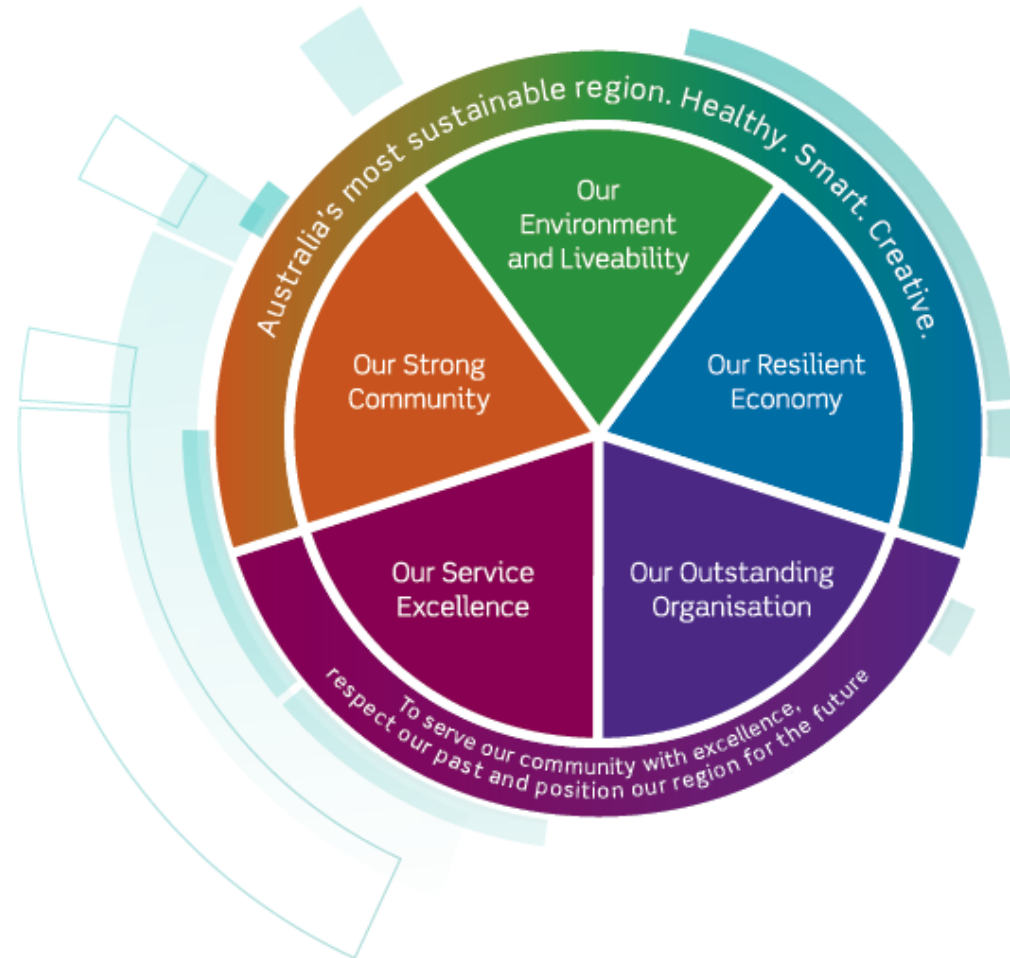 Australia's most sustainable region. Healthy. Smart. Creative.
Our
Environment
and Liveability
Our Strong
Community
Our Resilient
Economy
Our Service
Excellence
Our Outstanding
Organisation
To serve our community with excellence,
respect our past and position our region for the future